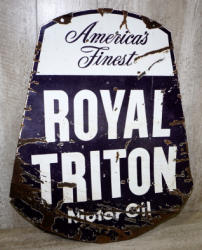 America's
Finest
ROYAL
TRITON
Motor Oil